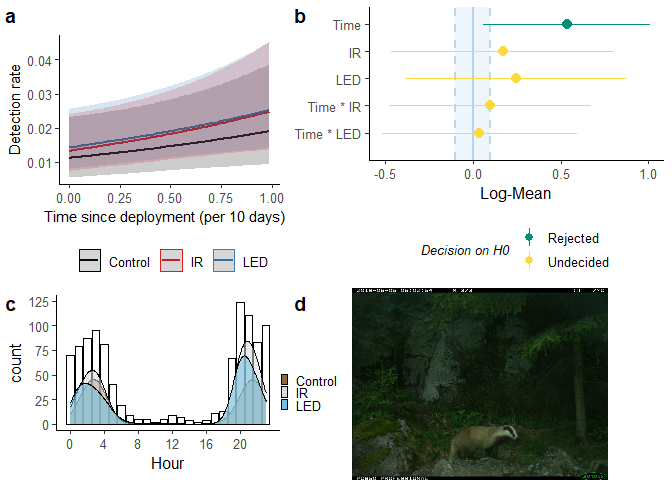 a
Detection rate
0.04
0.03
0.02
0.01
0.00 0.25 0.50 0.75 1.00
Time since deployment (per 10 days)
Control IR LED
b
Time
IR
LED
Time * IR
Time * LED
-0.5 0.0 0.5 1.0
Log-Mean
Decision on H0
Rejected
Undecided
c
count
125
100
75
50
25
0
0 4 8 12 16 20
Hour
Control
IR
LED
d
PC850 PROFESSIONAL